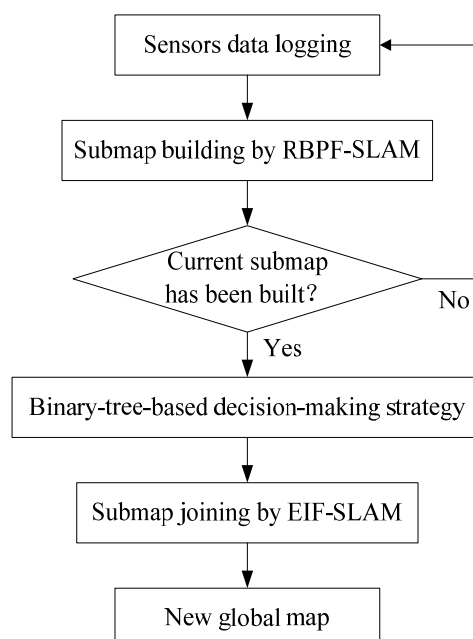 Sensors data logging
Submap building by RBPF-SLAM
Current submap
has been built?
No
Yes
Binary-tree-based decision-making strategy
Submap joining by EIF-SLAM
New global map